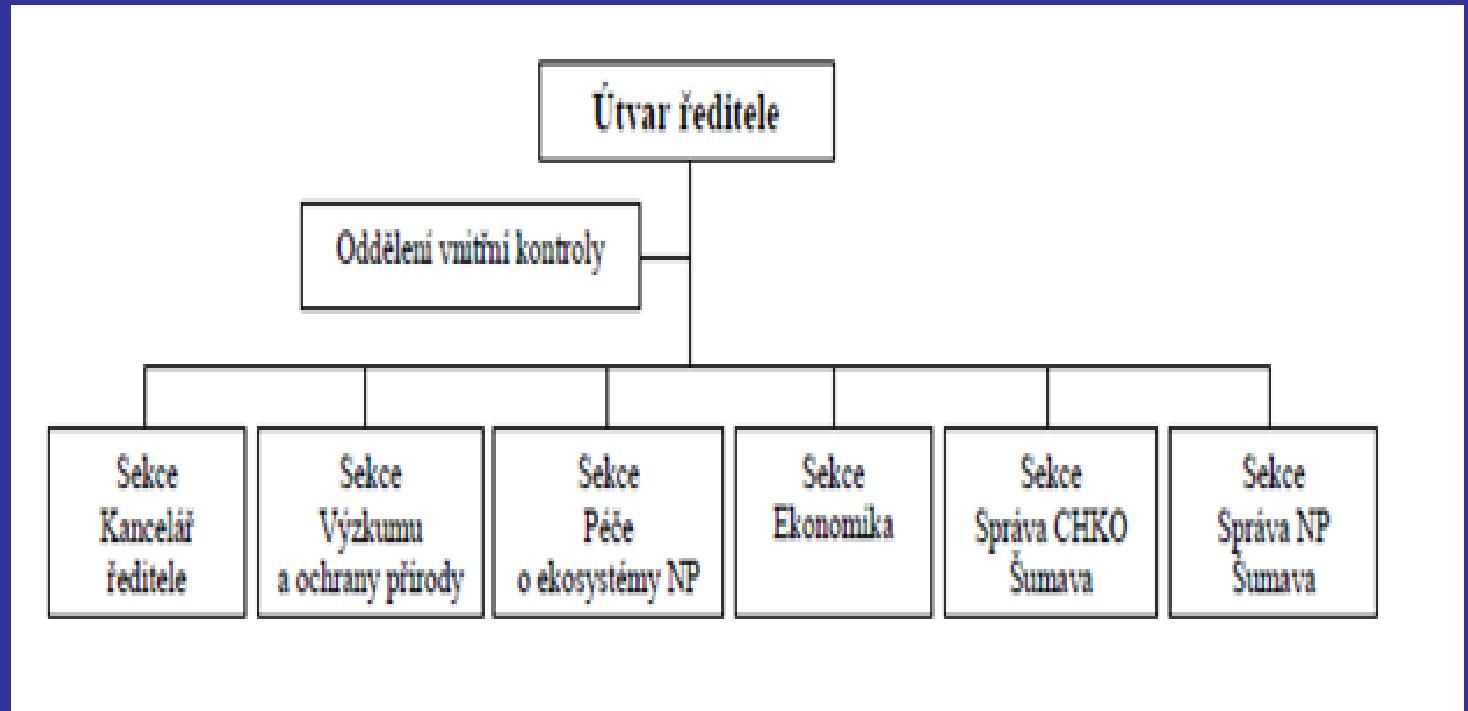 Útvar ředitele
Oddělení vnitřní kontroly
Sekce
Kancelář
ředitele
Sekce
Výzkumu
a ochrany přírody
Sekce
Péče
o ekosystémy NP
Sekce
Ekonomika
Sekce
Správa CHKO
Šumava
Sekce
Správa NP
Šumava